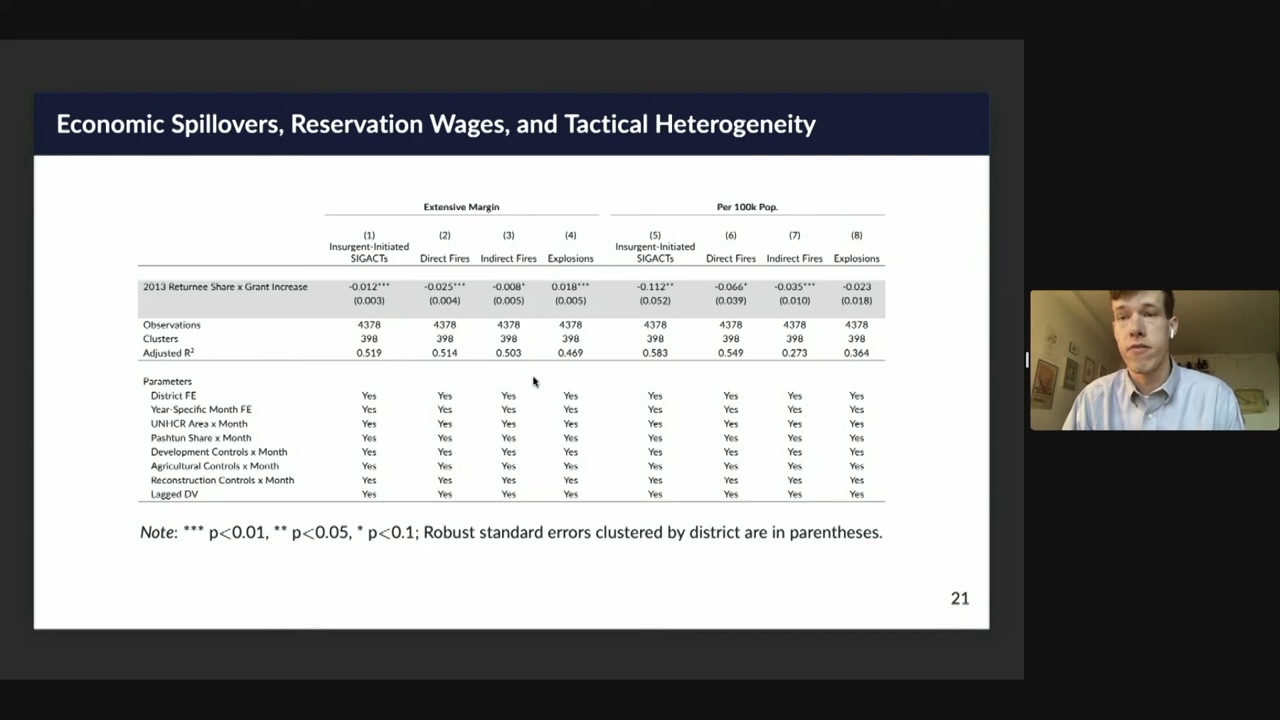 Economic Spillovers, Reservation Wages, and Tactical Heterogeneity
Extensive Margin Per 100k Pop.
(1) (2) (3) (4) (5) (6) (7) (8)
Insurgent-Initiated Insurgent-Initiated
SIGACTs Direct Fires Indirect Fires Explosions SIGACTs Direct Fires Indirect Fires Explosions
2013 Returnee Share x Grant Increase -0.012*** -0.025*** -0.008* 0.018*** -0.112** -0.066* -0.035*** -0.023
(0.003) (0.004) (0.005) (0.005) (0.052) (0.039) (0.010) (0.018)
Observations 4378 4378 4378 4378 4378 4378 4378 4378
Clusters 398 398 398 398 398 398 398 398
Adjusted R² 0.519 0.514 0.503 0.469 0.583 0.549 0.273 0.364
Parameters
District FE Yes Yes Yes Yes Yes Yes Yes Yes
Year-Specific Month FE Yes Yes Yes Yes Yes Yes Yes Yes
UNHCR Area x Month Yes Yes Yes Yes Yes Yes Yes Yes
Pashtun Share x Month Yes Yes Yes Yes Yes Yes Yes Yes
Development Controls x Month Yes Yes Yes Yes Yes Yes Yes Yes
Agricultural Controls x Month Yes Yes Yes Yes Yes Yes Yes Yes
Reconstruction Controls x Month Yes Yes Yes Yes Yes Yes Yes Yes
Lagged DV Yes Yes Yes Yes Yes Yes Yes Yes
Note: *** p<0.01, ** p<0.05, * p<0.1; Robust standard errors clustered by district are in parentheses.
21